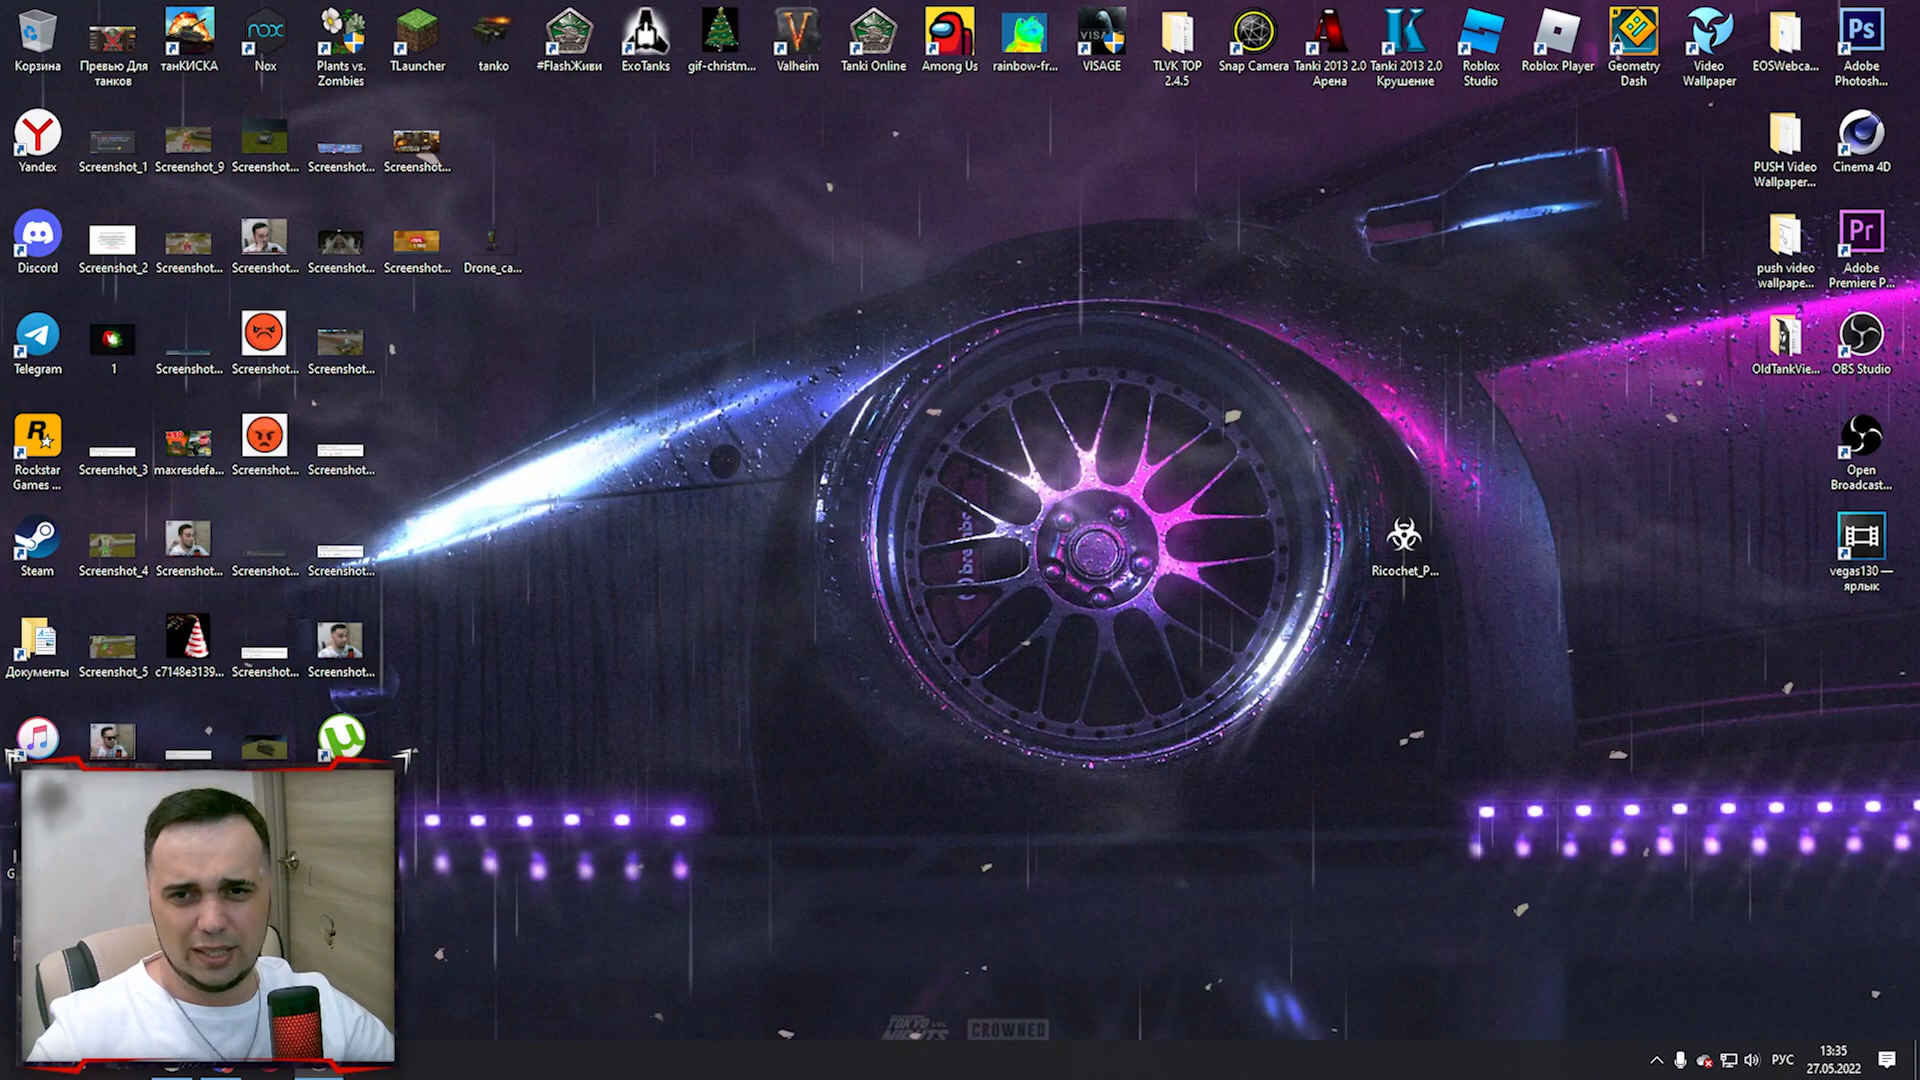 Корзина
Превью Для танков
танКИСКА
Nox
Plants vs. Zombies
TLauncher
tanko
#FlashЖиви
ExoTanks
gif-christm...
Valheim
Tanki Online
Among Us
rainbow-fr...
VISAGE
TLVK TOP 2.4.5
Snap Camera
Tanki 2013 2.0 Арена
Tanki 2013 2.0 Крушение
Roblox Studio
Roblox Player
Geometry Dash
Video Wallpaper
EOSWebca...
Adobe Photosh...
Yandex
Screenshot_1
Screenshot_9
Screenshot...
Screenshot...
Screenshot...
PUSH Video Wallpaper...
Cinema 4D
Discord
Screenshot_2
Screenshot...
Screenshot...
Screenshot...
Screenshot...
Drone_ca...
push video wallpape...
Adobe Premiere P...
Telegram
1
Screenshot...
Screenshot...
Screenshot...
OldTankVie...
OBS Studio
Rockstar Games ...
Screenshot_3
maxresdefa...
Screenshot...
Screenshot...
Open Broadcast...
Steam
Screenshot_4
Screenshot...
Screenshot...
Screenshot...
Ricochet_P...
vegas130 — ярлык
Документы
Screenshot_5
c7148e3139...
Screenshot...
Screenshot...
TOKYO NIGHTS
CROWNED
РУС
13:35
27.05.2022